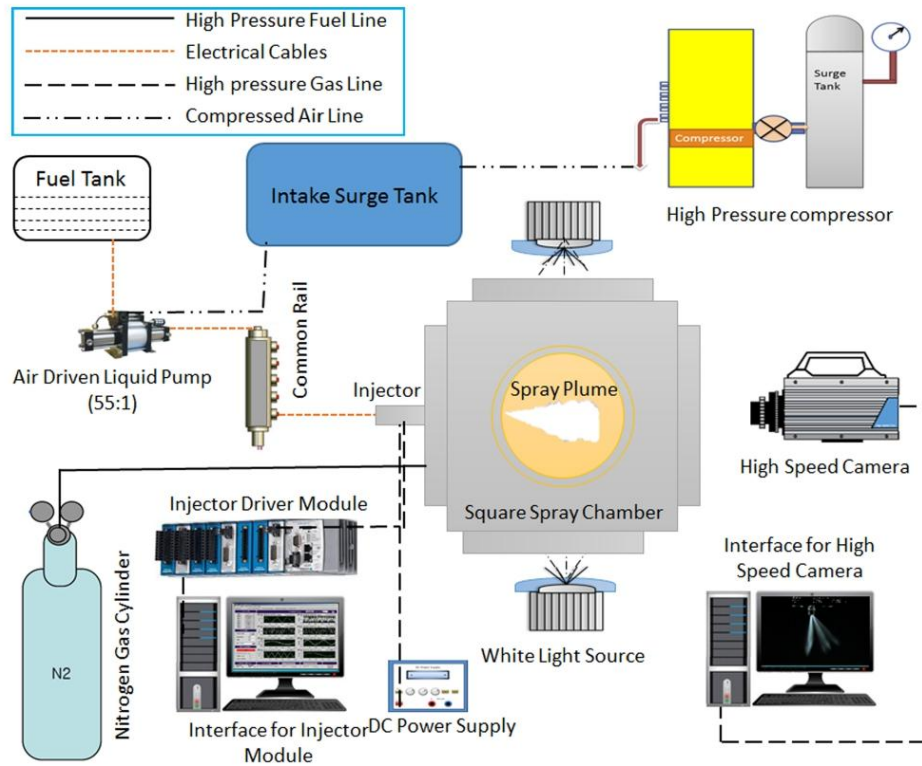 High Pressure Fuel Line
Electrical Cables
High pressure Gas Line
Compressed Air Line
Surge
Tank
Compressor
High Pressure compressor
Fuel Tank
Intake Surge Tank
Common Rail
Air Driven Liquid Pump
(55:1)
Injector
Spray Plume
High Speed Camera
Square Spray Chamber
Injector Driver Module
Nitrogen Gas Cylinder
N2
Interface for High
Speed Camera
White Light Source
DC Power Supply
Interface for Injector
Module